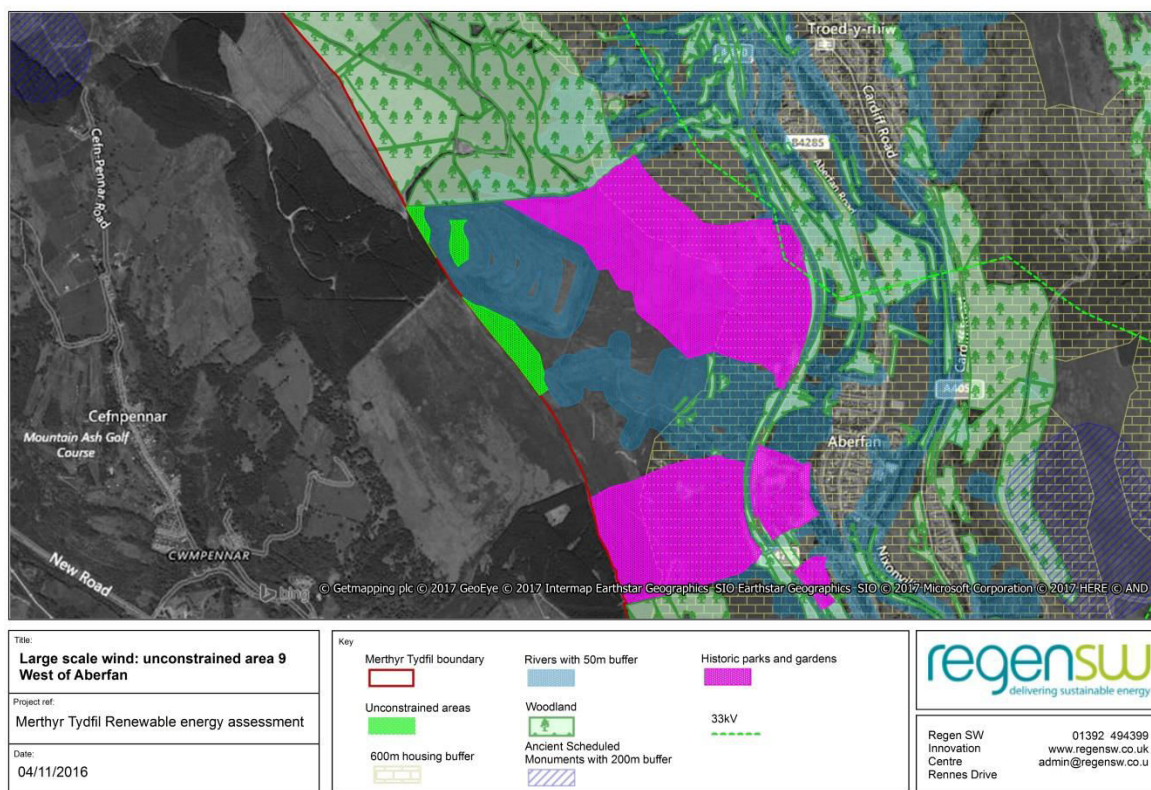 Troed-y-rhiw
Cardiff Road
B4285
Aberfan Road
Cefn-Pennar Road
Cefnpennar
Mountain Ash Golf
Course
Aberfan
CWMPENNAR
New Road
bing
© Getmapping plc © 2017 GeoEye © 2017 Intermap Earthstar Geographics SIO Earthstar Geographics SIO © 2017 Microsoft Corporation © 2017 HERE © AND
Title:
Large scale wind: unconstrained area 9
West of Aberfan
Project ref:
Merthyr Tydfil Renewable energy assessment
Date:
04/11/2016
Key
Merthyr Tydfil boundary
Rivers with 50m buffer
Historic parks and gardens
Unconstrained areas
Woodland
33kV
600m housing buffer
Ancient Scheduled
Monuments with 200m buffer
regensw
delivering sustainable energy
Regen SW
Innovation
Centre
Rennes Drive
01392 494399
www.regensw.co.uk
admin@regensw.co.u